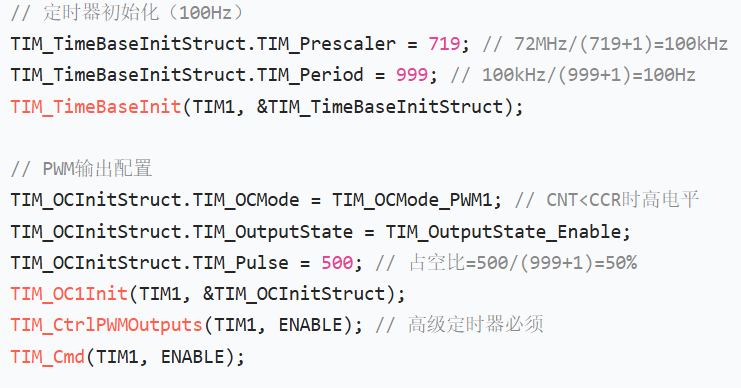 // 定时器初始化（100Hz）
TIM_TimeBaseInitStruct.TIM_Prescaler = 719; // 72MHz/(719+1)=100kHz
TIM_TimeBaseInitStruct.TIM_Period = 999; // 100kHz/(999+1)=100Hz
TIM_TimeBaseInit(TIM1, &TIM_TimeBaseInitStruct);
// PWM输出配置
TIM_OCInitStruct.TIM_OCMode = TIM_OCMode_PWM1; // CNT<CCR时高电平
TIM_OCInitStruct.TIM_OutputState = TIM_OutputState_Enable;
TIM_OCInitStruct.TIM_Pulse = 500; // 占空比=500/(999+1)=50%
TIM_OC1Init(TIM1, &TIM_OCInitStruct);
TIM_CtrlPWMOutputs(TIM1, ENABLE); // 高级定时器必须
TIM_Cmd(TIM1, ENABLE);